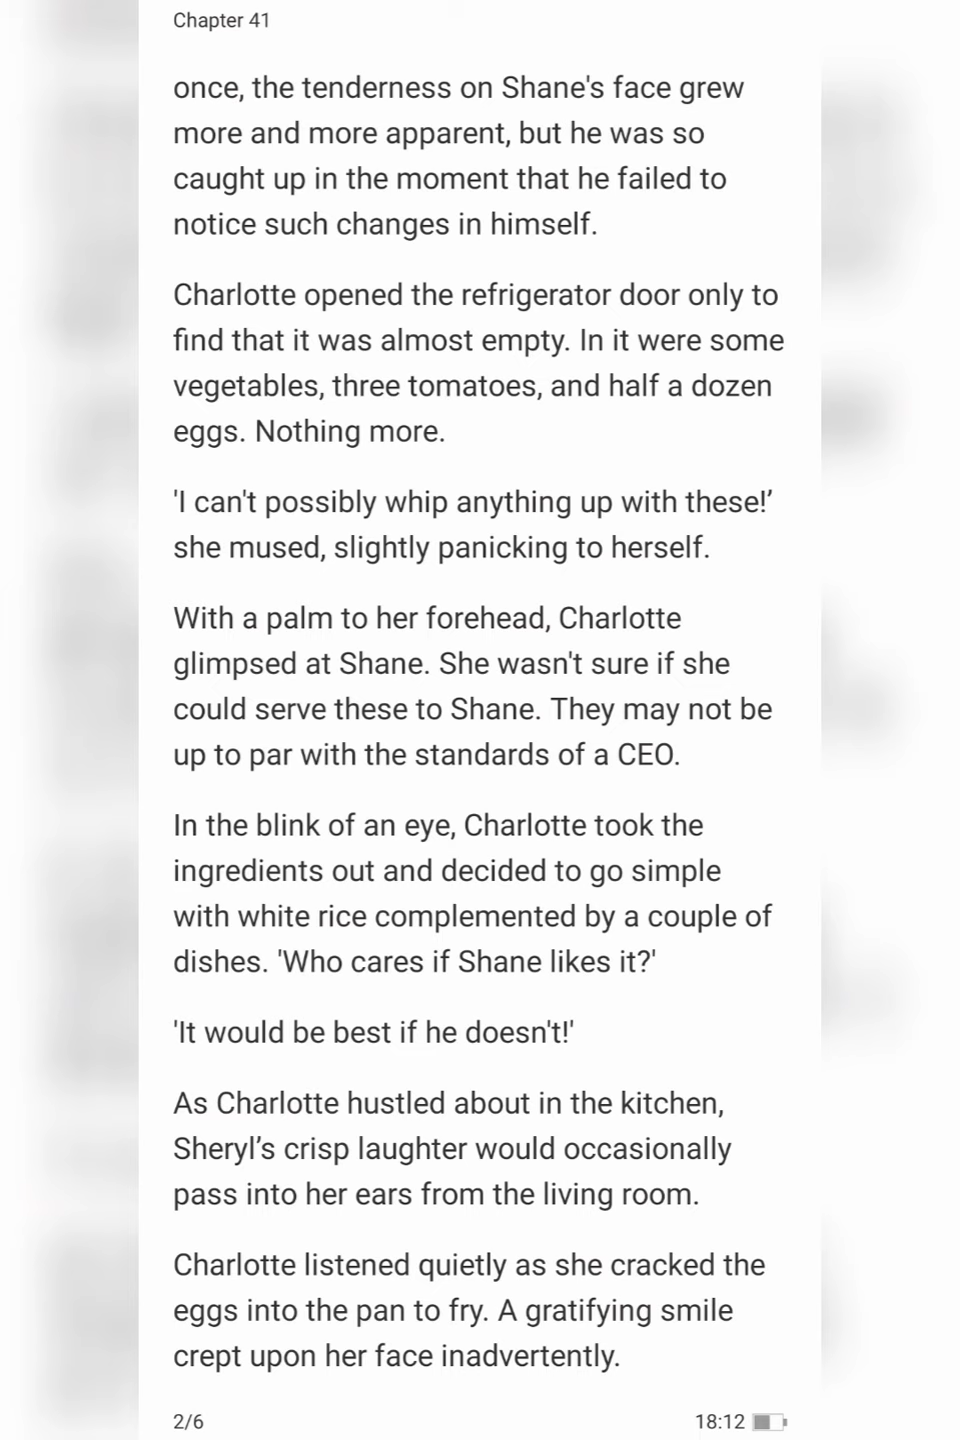 Chapter 41
once, the tenderness on Shane's face grew
more and more apparent, but he was so
caught up in the moment that he failed to
notice such changes in himself.
Charlotte opened the refrigerator door only to
find that it was almost empty. In it were some
vegetables, three tomatoes, and half a dozen
eggs. Nothing more.
'I can't possibly whip anything up with these!’
she mused, slightly panicking to herself.
With a palm to her forehead, Charlotte
glimpsed at Shane. She wasn't sure if she
could serve these to Shane. They may not be
up to par with the standards of a CEO.
In the blink of an eye, Charlotte took the
ingredients out and decided to go simple
with white rice complemented by a couple of
dishes. 'Who cares if Shane likes it?'
'It would be best if he doesn't!'
As Charlotte hustled about in the kitchen,
Sheryl’s crisp laughter would occasionally
pass into her ears from the living room.
Charlotte listened quietly as she cracked the
eggs into the pan to fry. A gratifying smile
crept upon her face inadvertently.
2/6
18:12